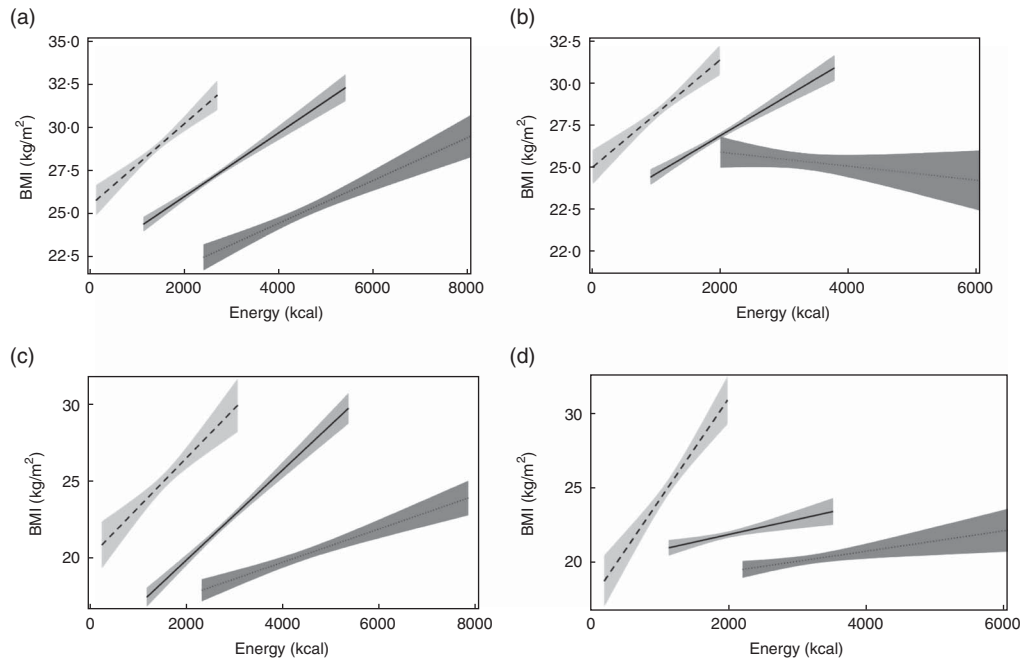 (a)
35·0
32·5
30·0
27·5
25·0
22·5
BMI (kg/m²)
0 2000 4000 6000 8000
Energy (kcal)
(b)
32·5
30·0
27·5
25·0
22·5
22·0
BMI (kg/m²)
0 2000 4000 6000
Energy (kcal)
(c)
30
25
20
BMI (kg/m²)
0 2000 4000 6000 8000
Energy (kcal)
(d)
30
25
20
BMI (kg/m²)
0 2000 4000 6000
Energy (kcal)